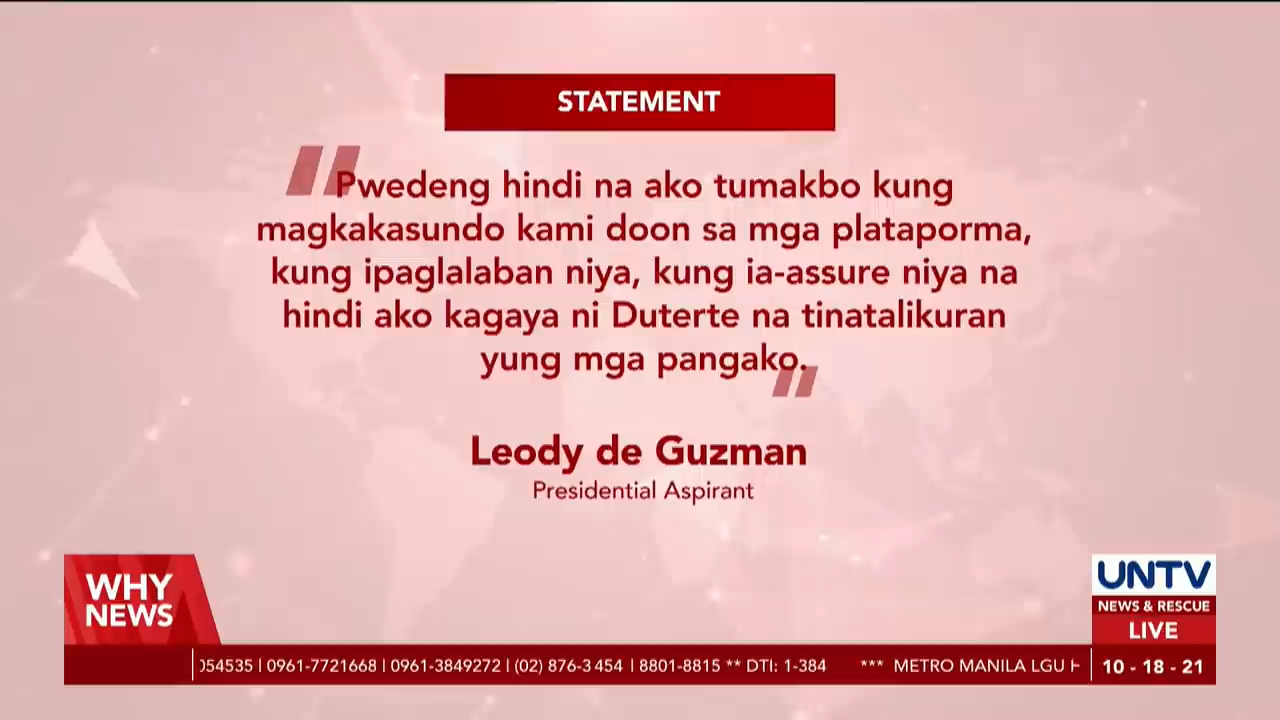 STATEMENT
"Pwedeng hindi na ako tumakbo kung
magkakasundo kami doon sa mga plataporma,
kung ipaglalaban niya, kung ia-assure niya na
hindi ako kagaya ni Duterte na tinatalikuran
yung mga pangako."
Leody de Guzman
Presidential Aspirant
WHY
NEWS
UNTV
NEWS & RESCUE
LIVE
054535 | 0961-7721668 | 0961-3849272 | (02) 876-3 454 | 8801-8815 ** DTI: 1-384 *** METRO MANILA LGU
10 - 18 - 21